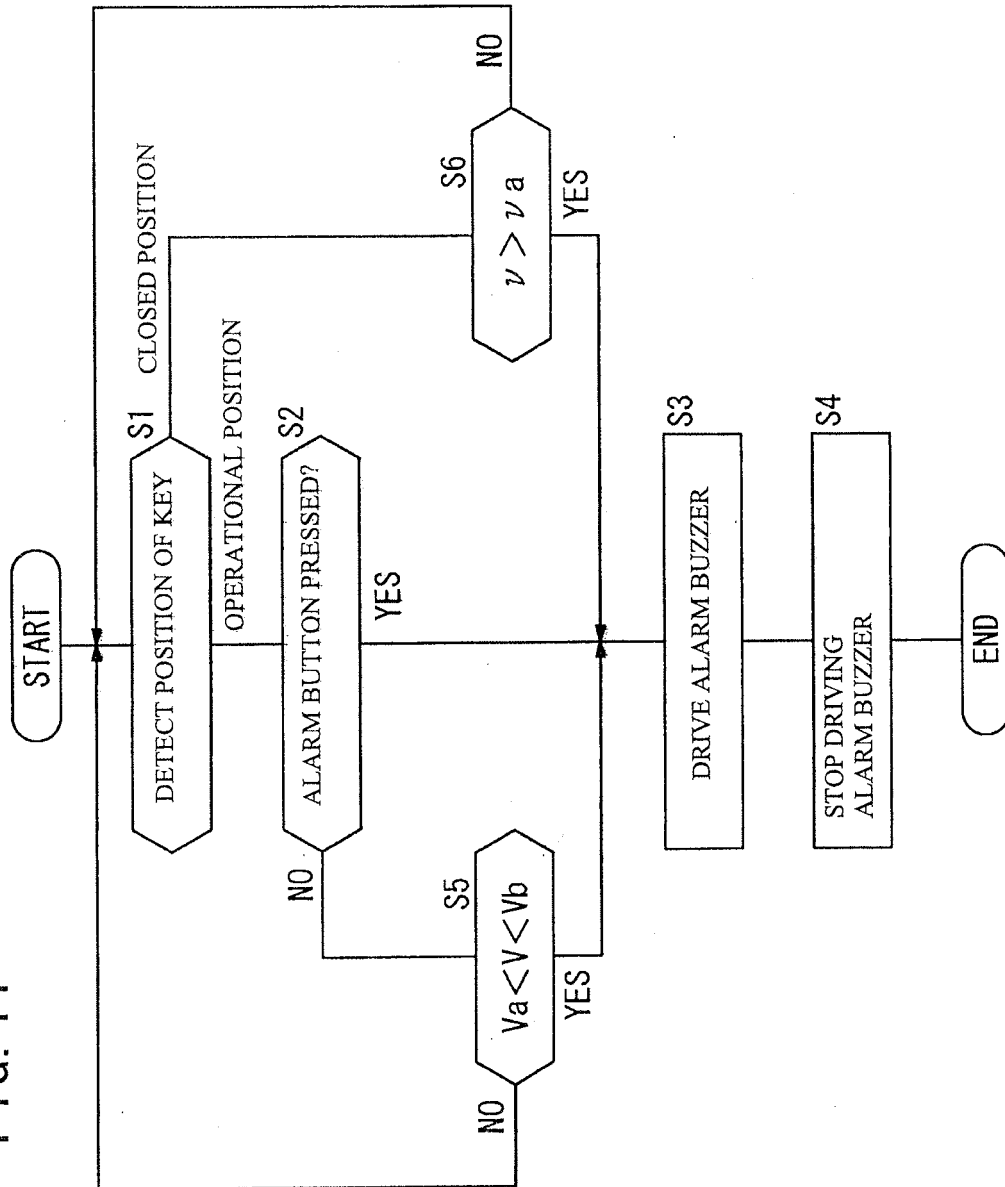 START
S1
DETECT POSITION OF KEY
CLOSED POSITION
OPERATIONAL POSITION
S2
ALARM BUTTON PRESSED?
NO
YES
S5
Va<V<Vb
NO
YES
S6
ν>νa
NO
YES
S3
DRIVE ALARM BUZZER
S4
STOP DRIVING
ALARM BUZZER
END